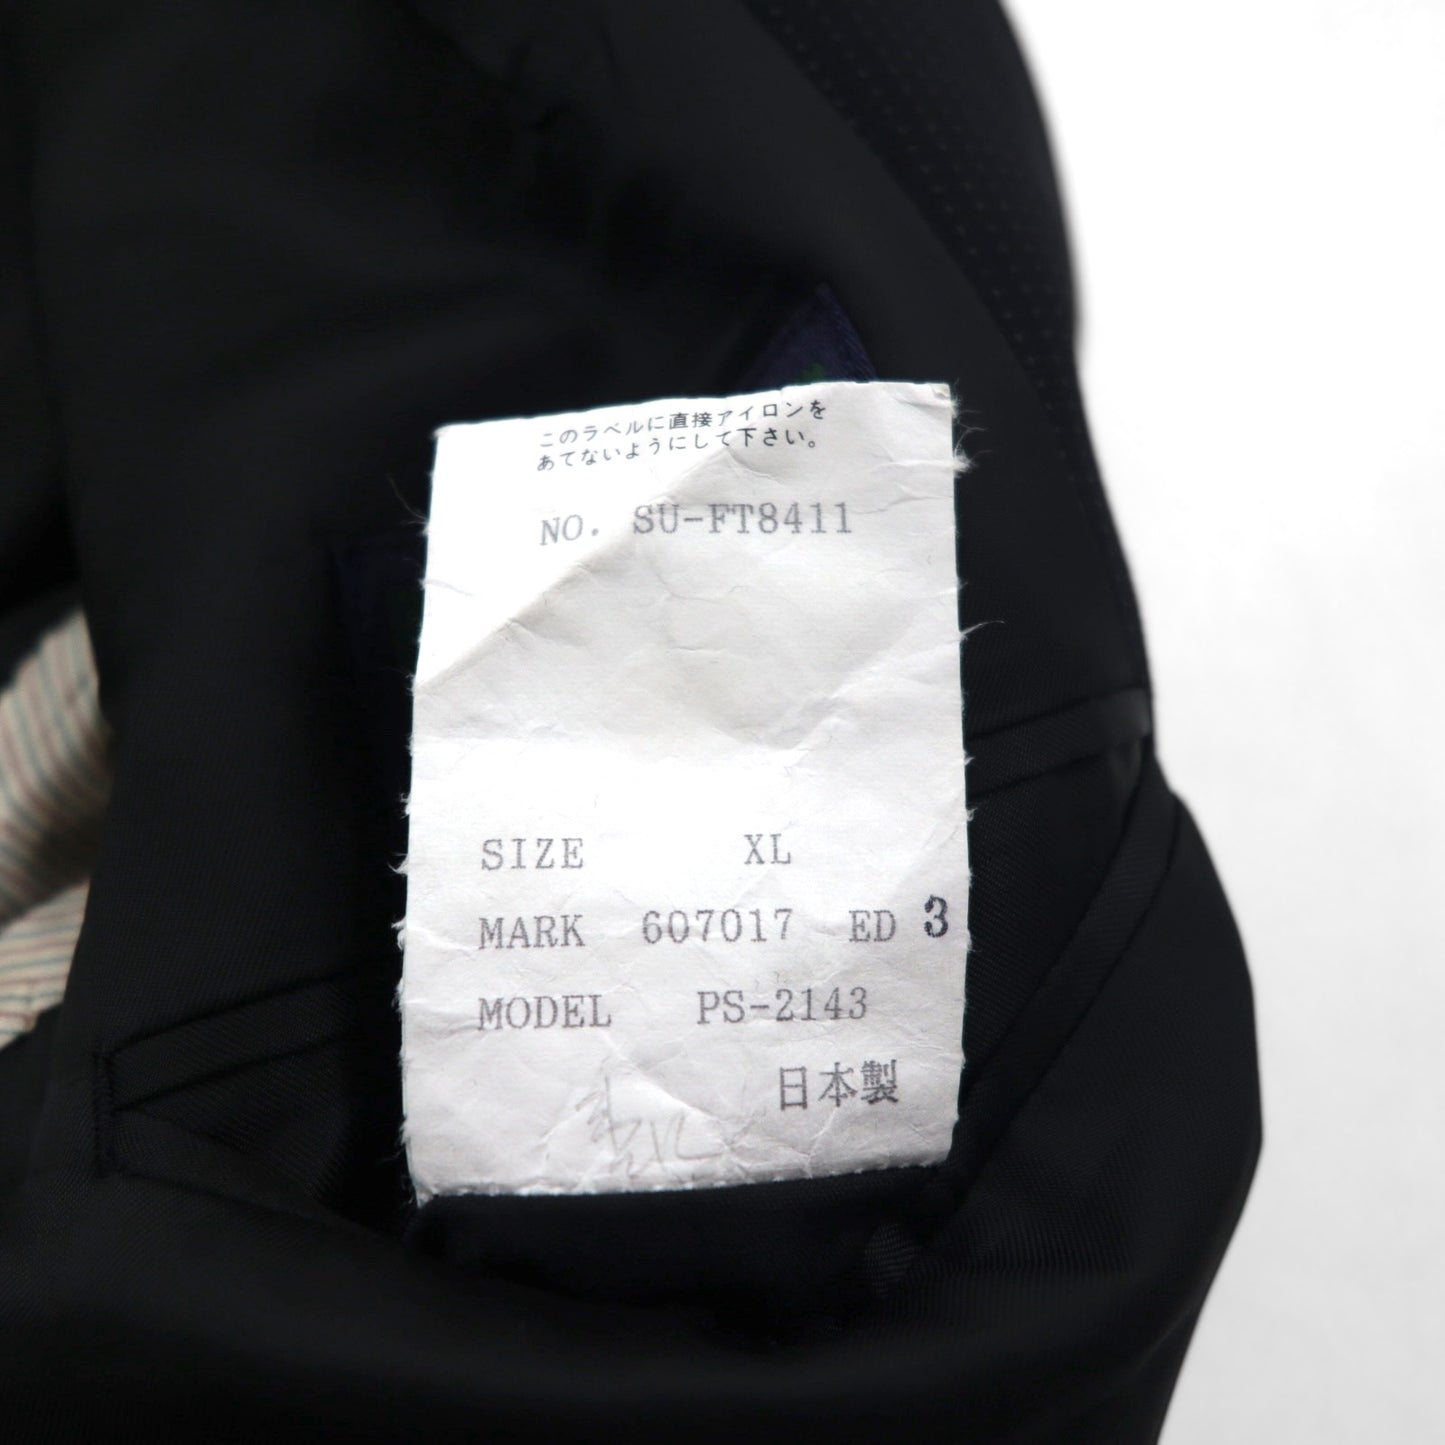 このラベルに直接アイロンを
あてないようにして下さい。
NO. SU-FT8411
SIZE XL
MARK 607017 ED 3
MODEL PS-2143
日本製